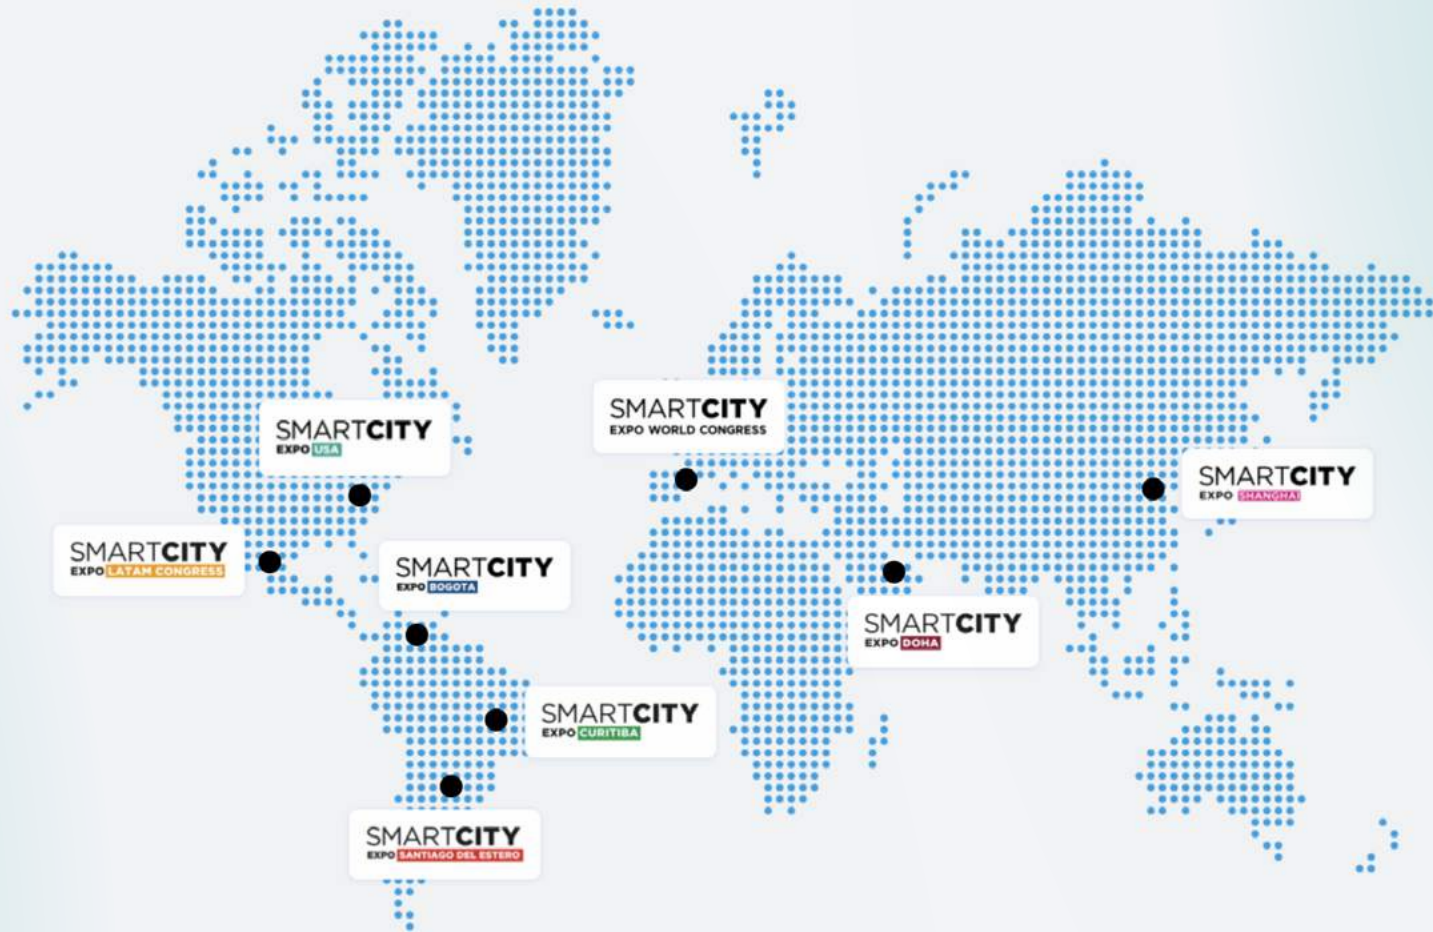 SMARTCITY
EXPO USA
SMARTCITY
EXPO WORLD CONGRESS
SMARTCITY
EXPO SHANGHAI
SMARTCITY
EXPO LATAM CONGRESS
SMARTCITY
EXPO BOGOTA
SMARTCITY
EXPO DOHA
SMARTCITY
EXPO CURITIBA
SMARTCITY
EXPO SANTIAGO DEL ESTERO